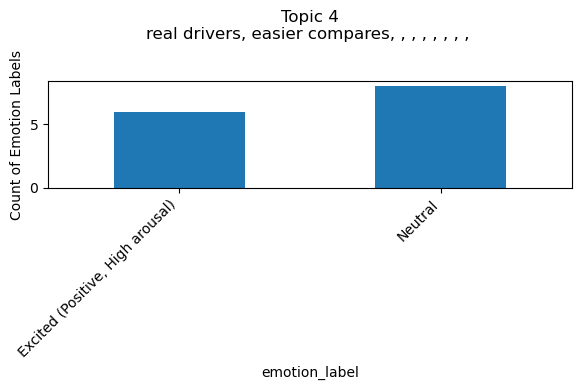 Topic 4
real drivers, easier compares, , , , , , , ,
Count of Emotion Labels
5
0
Excited (Positive, High arousal)
Neutral
emotion_label